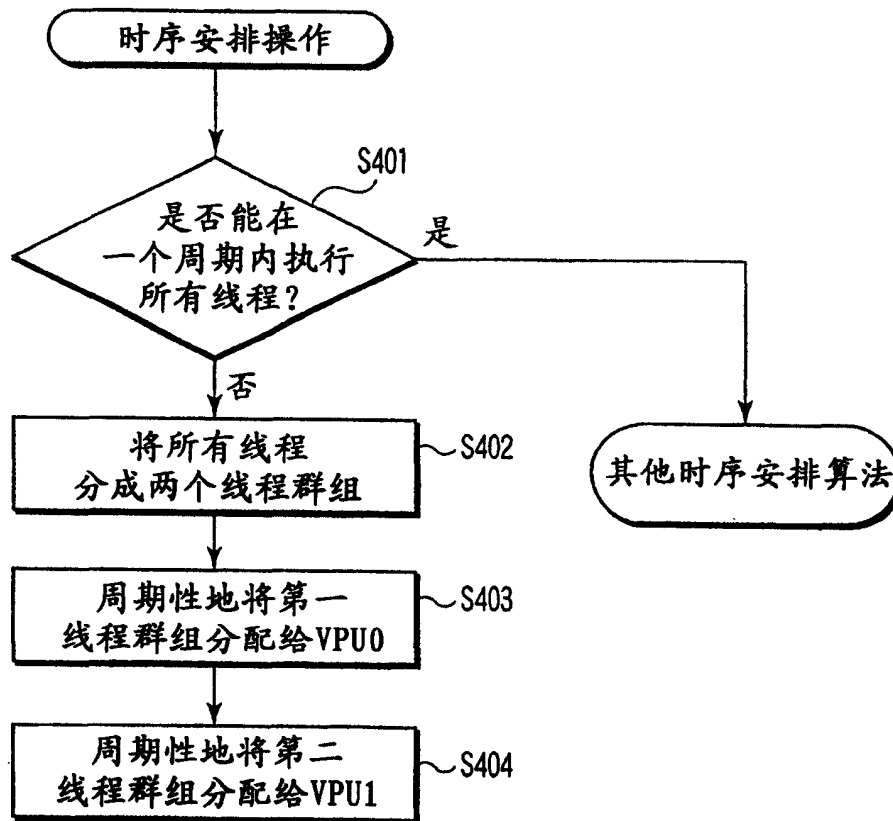 时序安排操作
S401
是否能在
一个周期内执行
所有线程?
是
否
将所有线程
分成两个线程群组
S402
其他时序安排算法
周期性地将第一
线程群组分配给VPU0
S403
周期性地将第二
线程群组分配给VPU1
S404